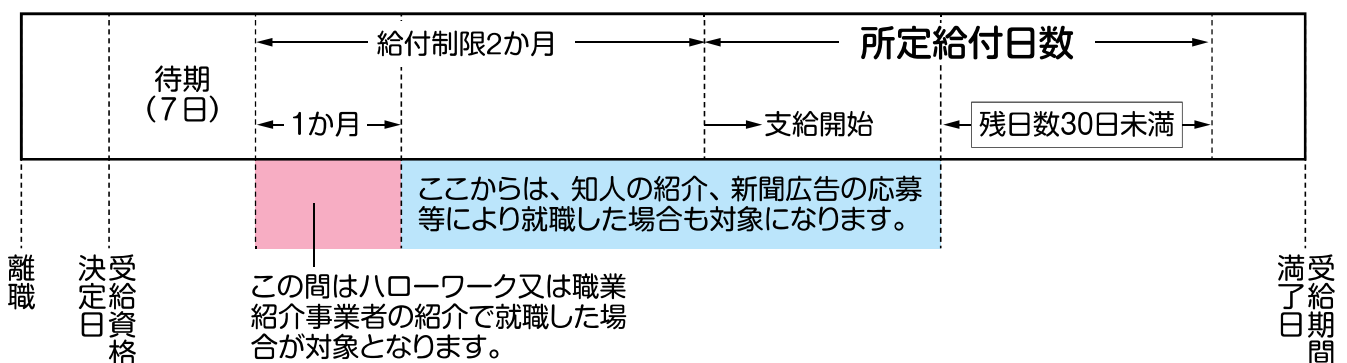 給付制限2か月
所定給付日数
待期
（7日）
1か月
支給開始
残日数30日未満
ここからは、知人の紹介、新聞広告の応募
等により就職した場合も対象になります。
離職
受給資格
決定日
この間はハローワーク又は職業
紹介事業者の紹介で就職した場
合が対象となります。
受給期間
満了日